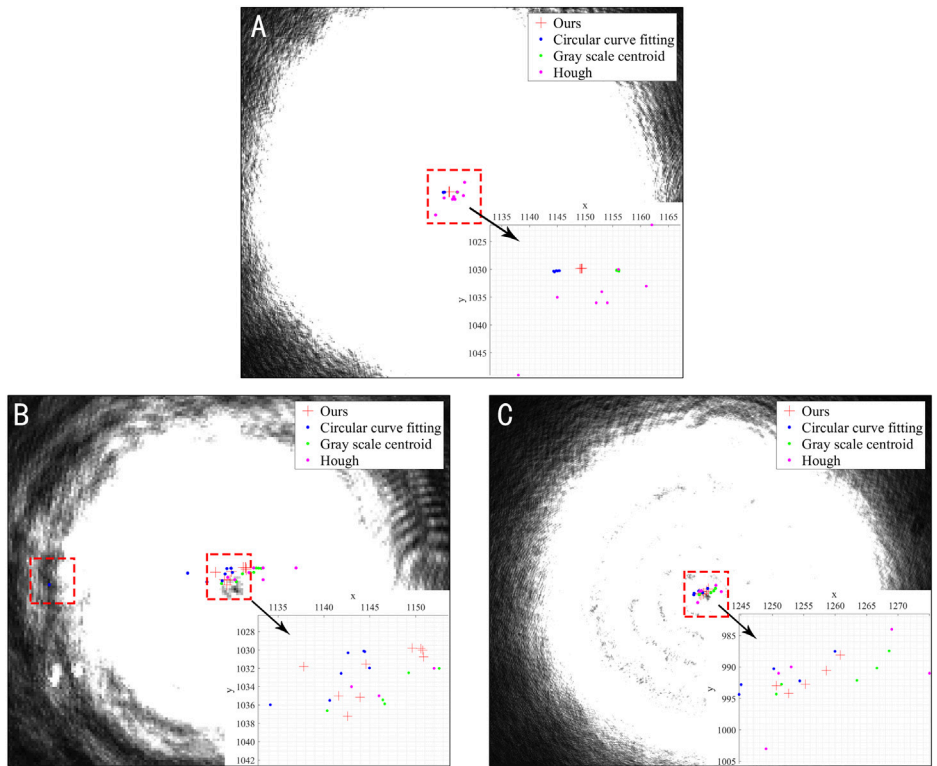 A
Ours
Circular curve fitting
Gray scale centroid
Hough
x
1135 1140 1145 1150 1155 1160 1165
1025
1030
1035
y
1040
1045
B
Ours
Circular curve fitting
Gray scale centroid
Hough
x
1135 1140 1145 1150
1028
1030
1032
1034
y
1036
1038
1040
1042
C
Ours
Circular curve fitting
Gray scale centroid
Hough
x
1245 1250 1255 1260 1265 1270
985
990
995
y
1000
1005